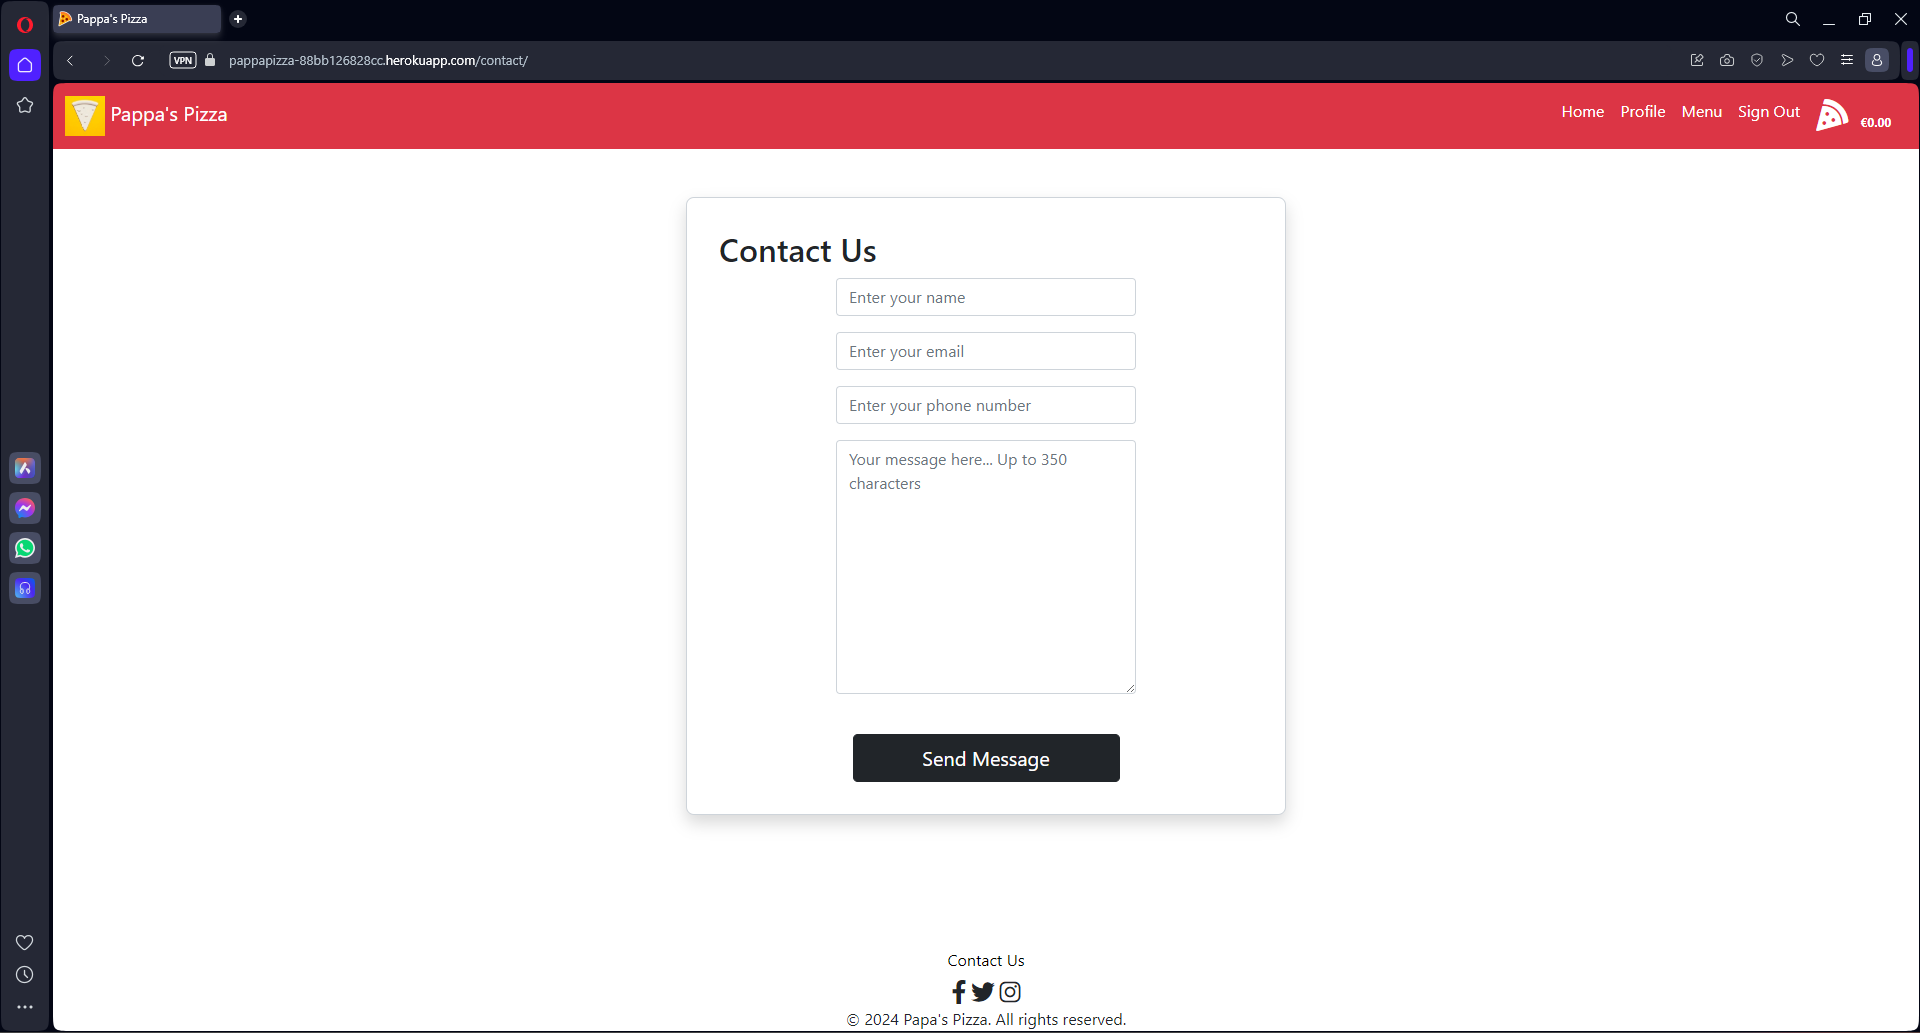 Pappa's Pizza
VPN
pappapizza-88bb126828cc.herokuapp.com/contact/
Pappa's Pizza
Home
Profile
Menu
Sign Out
€0.00
Contact Us
Enter your name
Enter your email
Enter your phone number
Your message here... Up to 350
characters
Send Message
Contact Us
© 2024 Papa's Pizza. All rights reserved.